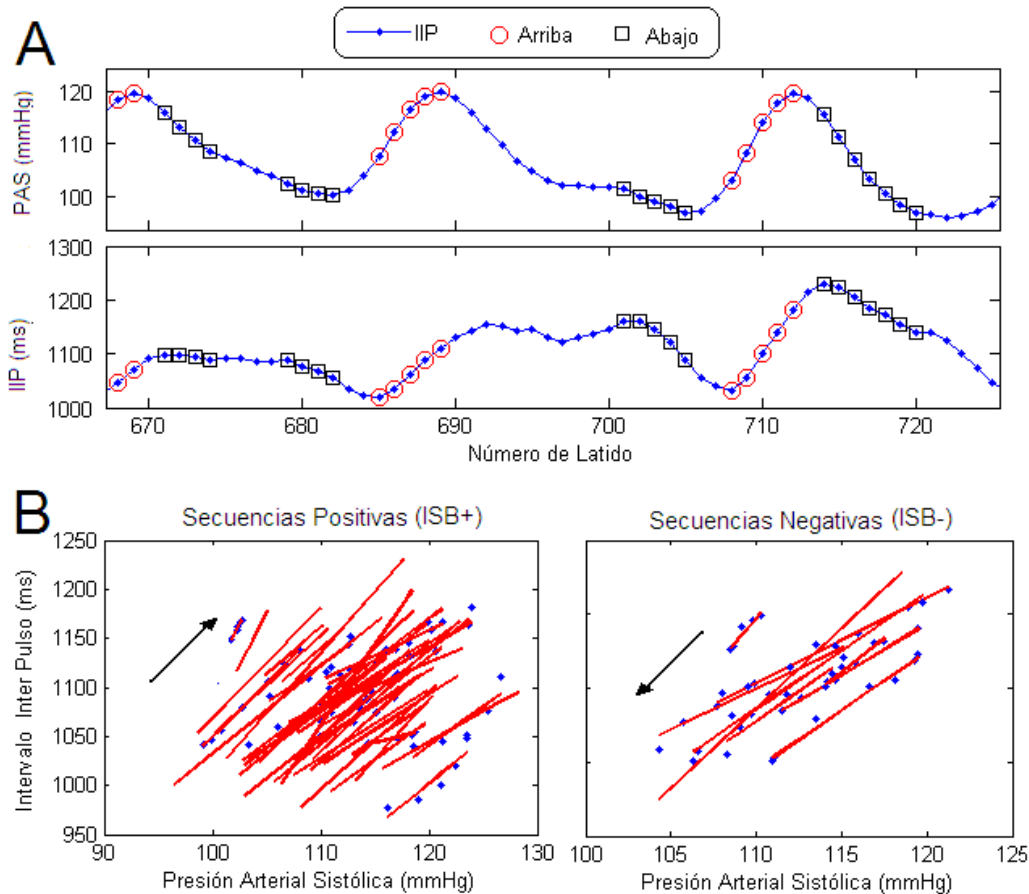 A
IIP Arriba Abajo
PAS (mmHg)
120
110
100
IIP (ms)
1300
1200
1100
1000
670 680 690 700 710 720
Número de Latido
B
Secuencias Positivas (ISB+)
Intervalo Inter Pulso (ms)
1250
1200
1150
1100
1050
1000
950
90 100 110 120 130
Presión Arterial Sistólica (mmHg)
Secuencias Negativas (ISB-)
100 105 110 115 120 125
Presión Arterial Sistólica (mmHg)